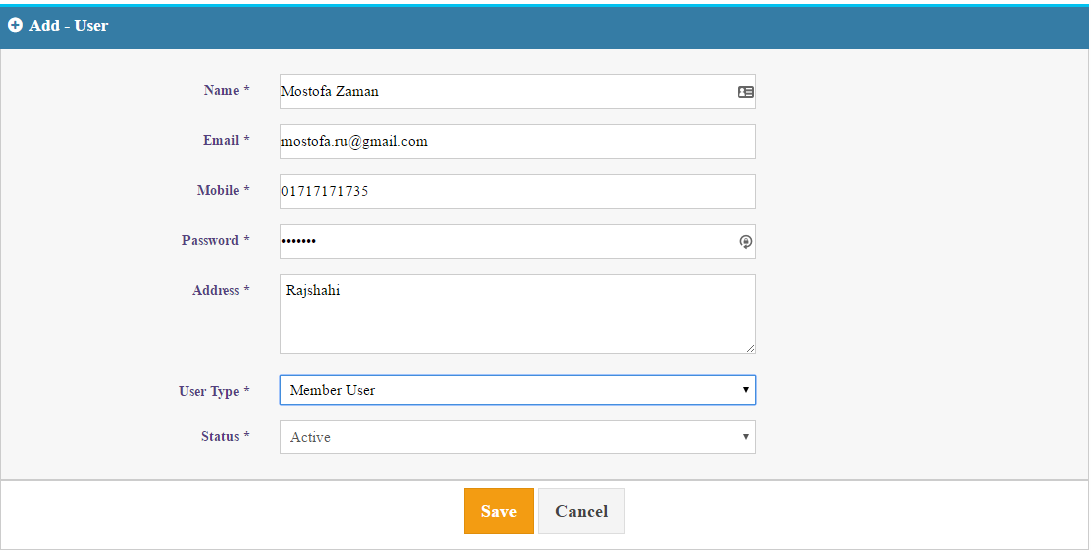 Add - User
Name * Mostofa Zaman
Email * mostofa.ru@gmail.com
Mobile * 01717171735
Password * •••••••
Address * Rajshahi
User Type * Member User
Status * Active
Save Cancel